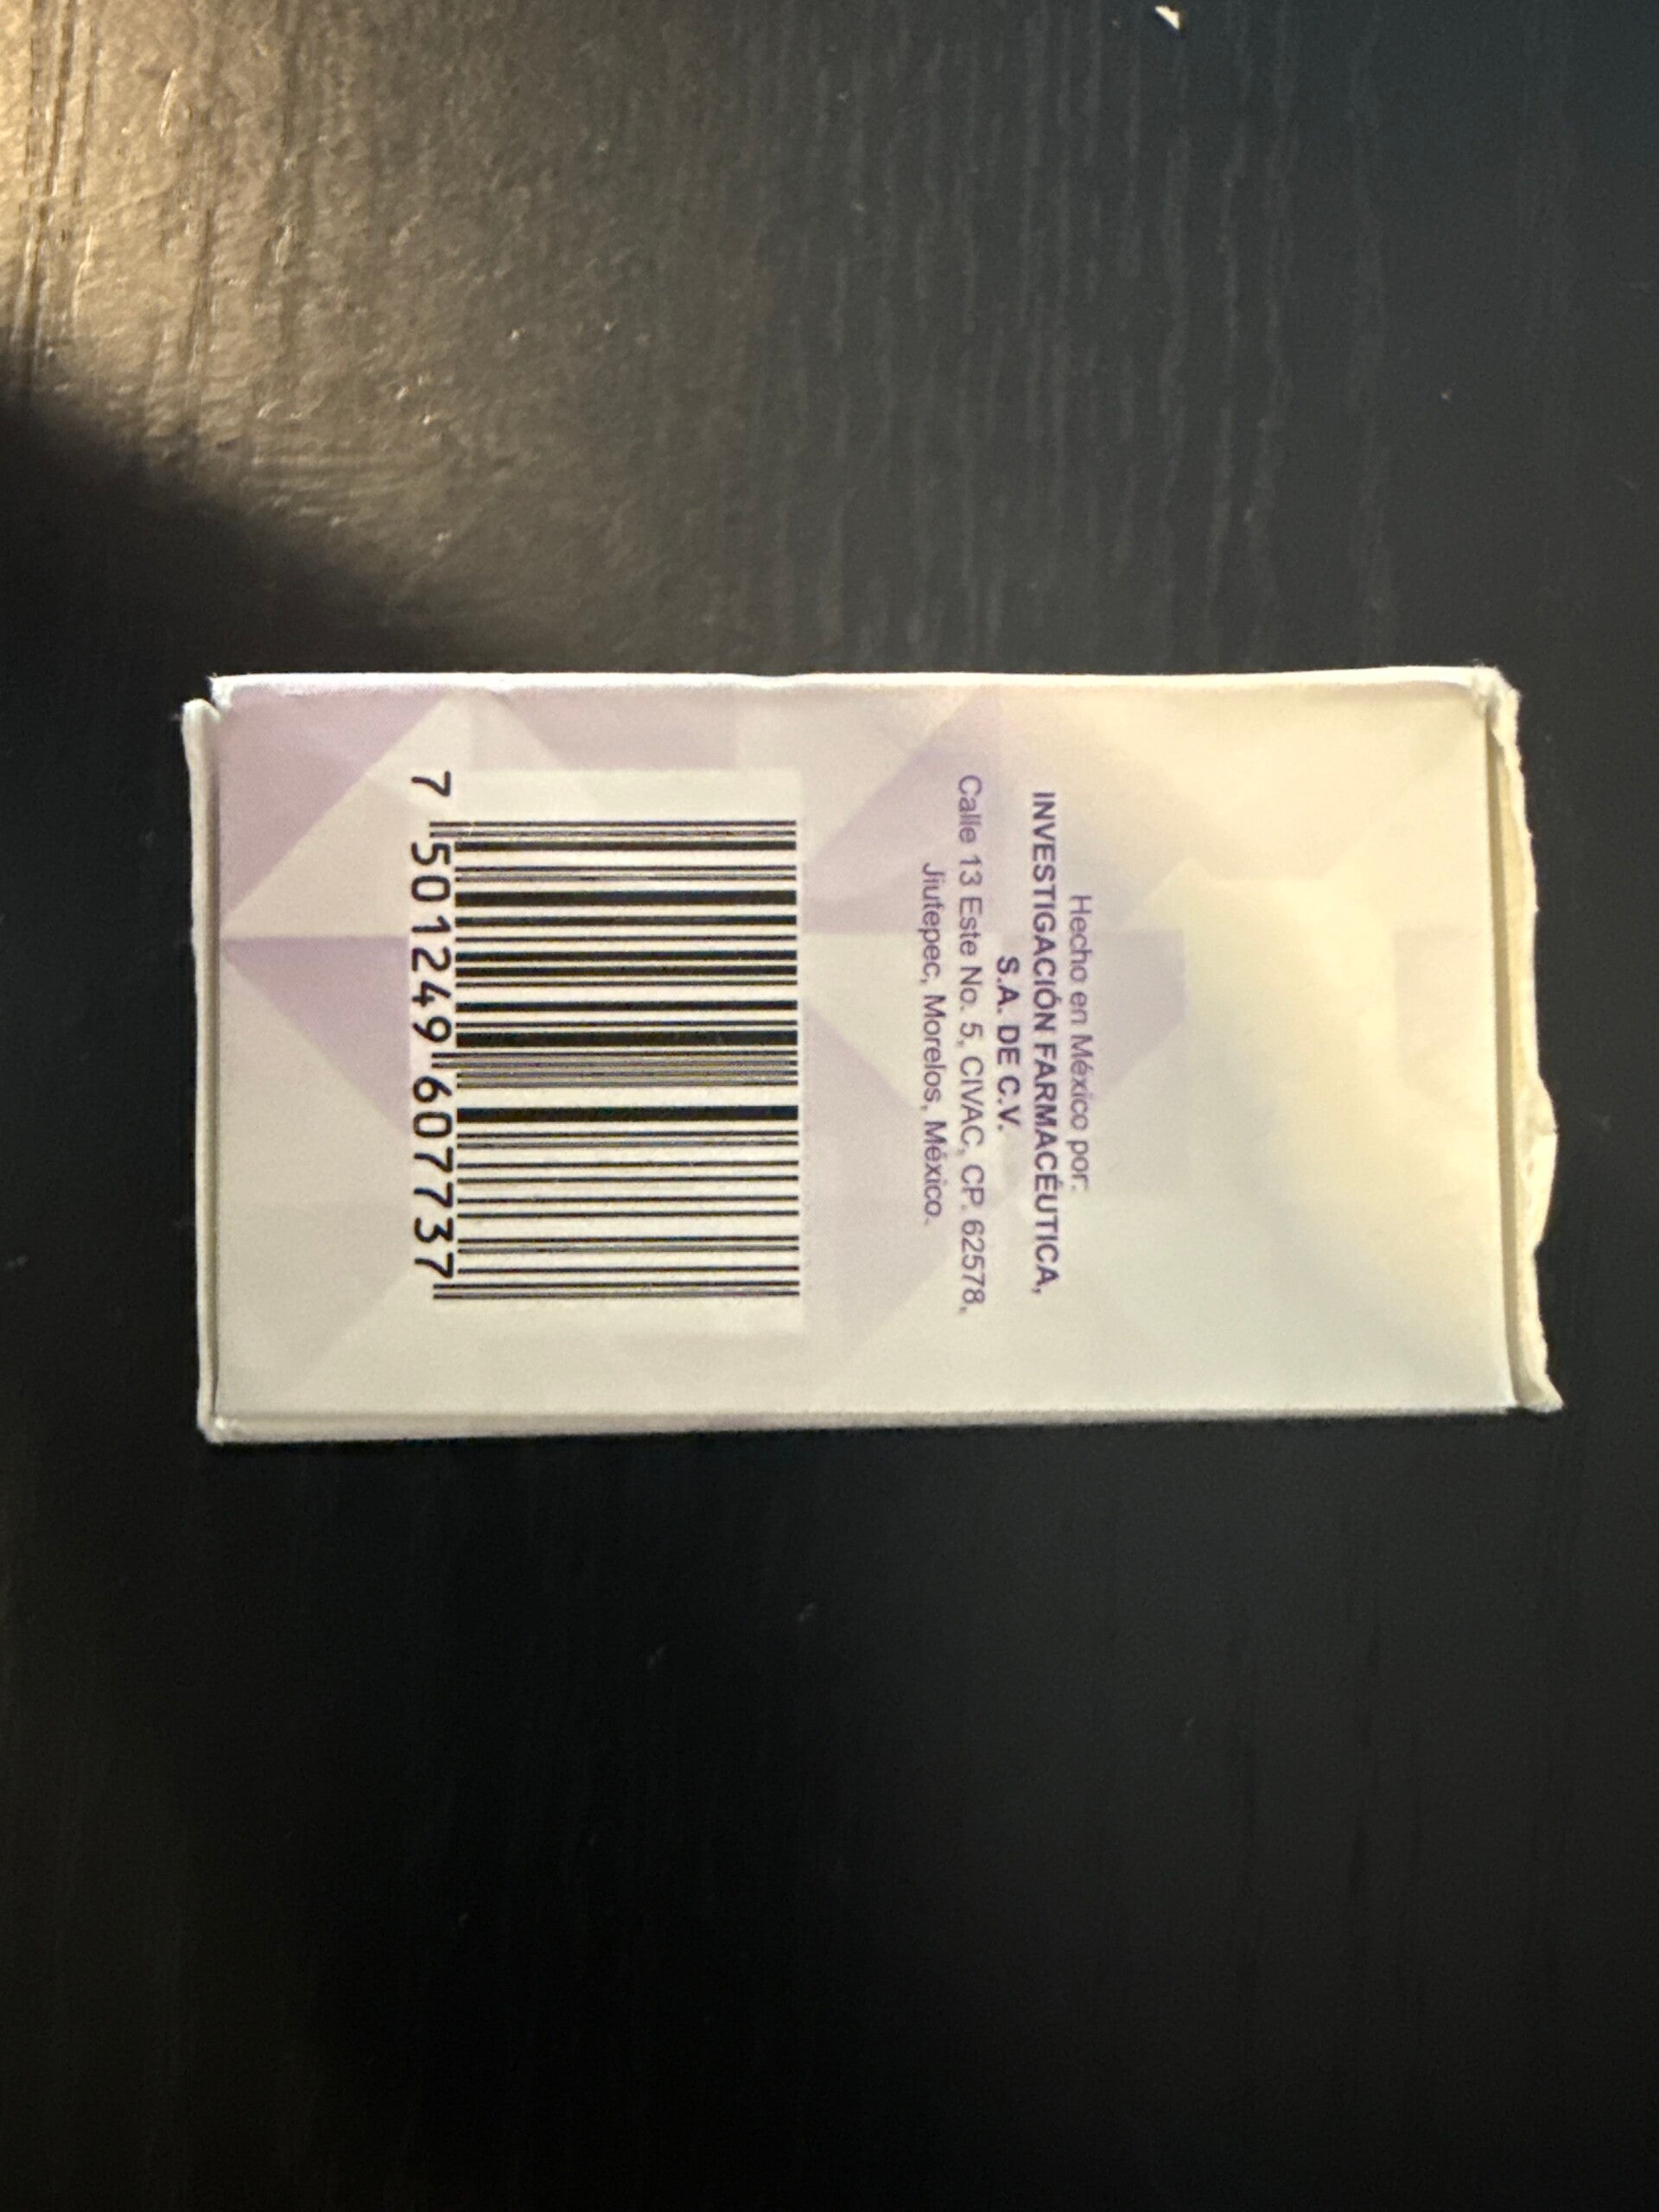 Hecho en México por:
INVESTIGACIÓN FARMACÉUTICA,
S.A. DE C.V.
Calle 13 Este No. 5, CIVAC, CP. 62578,
Jiutepec, Morelos, México.
7 501249 607737